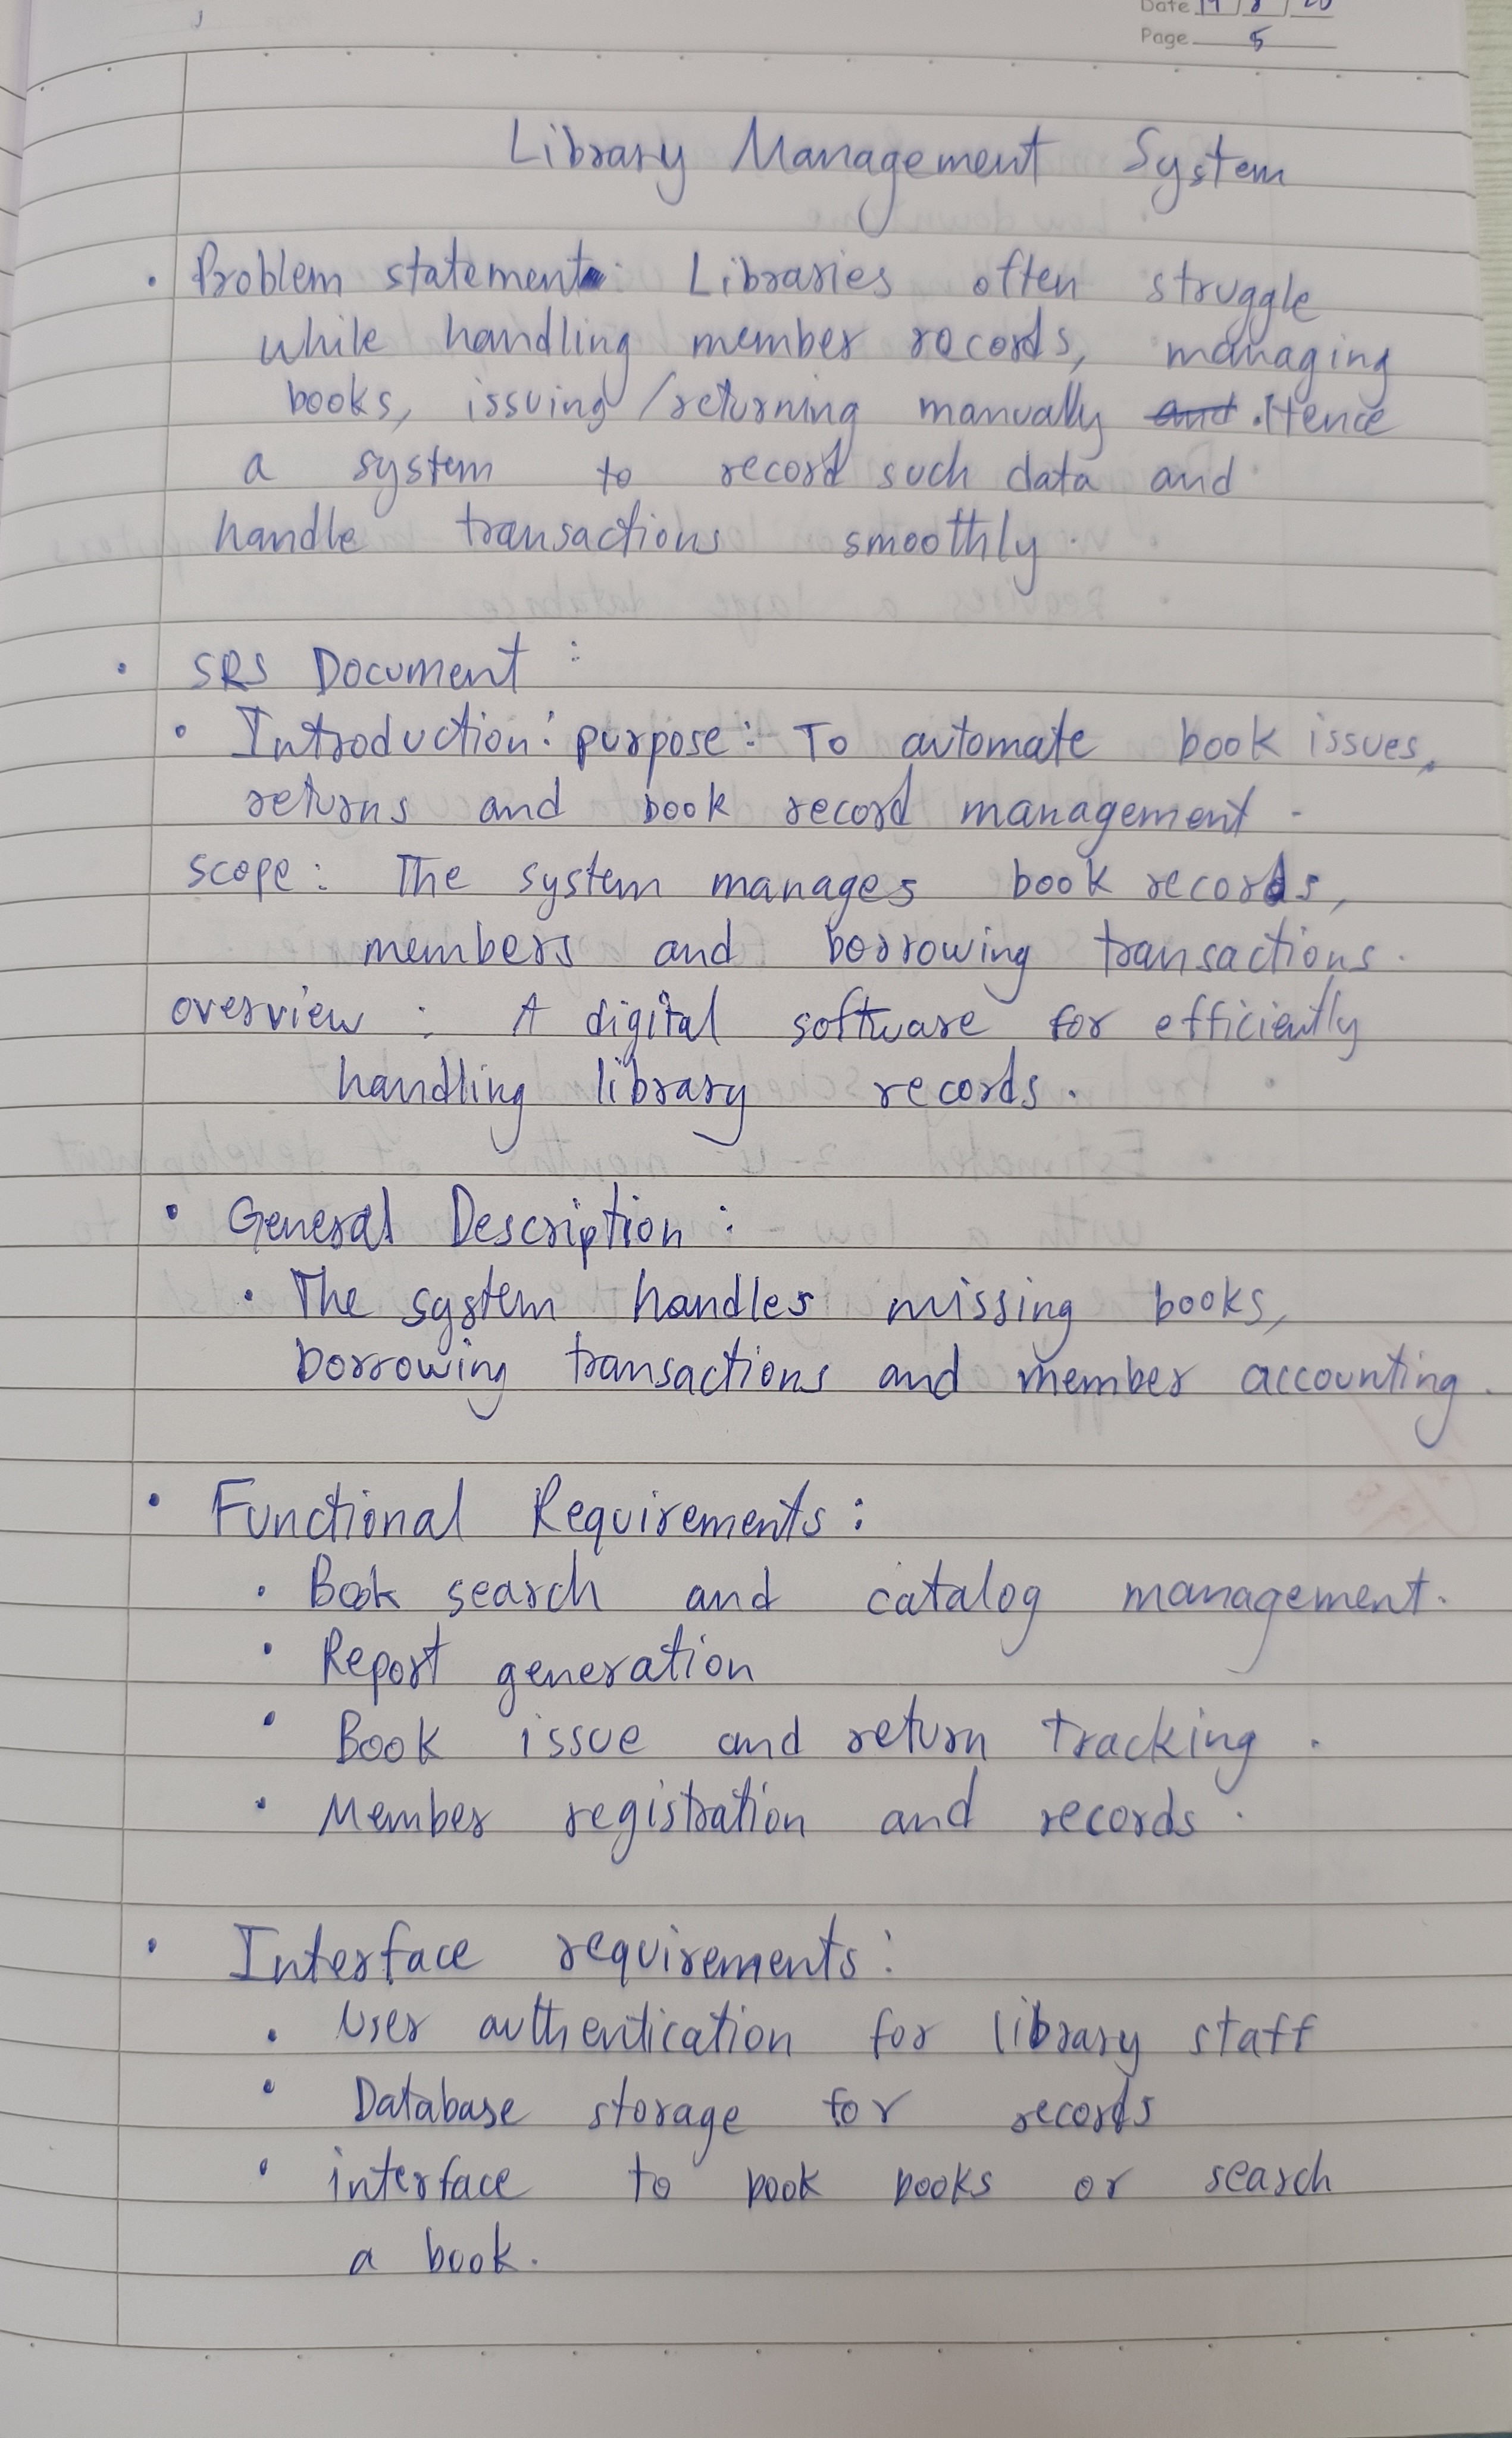 Date
Page 5
Library Management System
• Problem statement: Libraries often struggle
while handling member records, managing
books, issuing/returning manually and . Hence
a system to record such data and
handle transactions smoothly.
• SRS Document :
• Introduction: purpose: To automate book issues,
returns and book record management.
scope: The system manages book records,
members and borrowing transactions.
overview : A digital software for efficiently
handling library records.
• General Description :
• The system handles missing books,
borrowing transactions and member accounting.
• Functional Requirements :
• Book search and catalog management.
• Report generation
• Book issue and return tracking.
• Member registration and records.
• Interface requirements :
• User authentication for library staff
• Database storage for records
• interface to book books or search
a book.